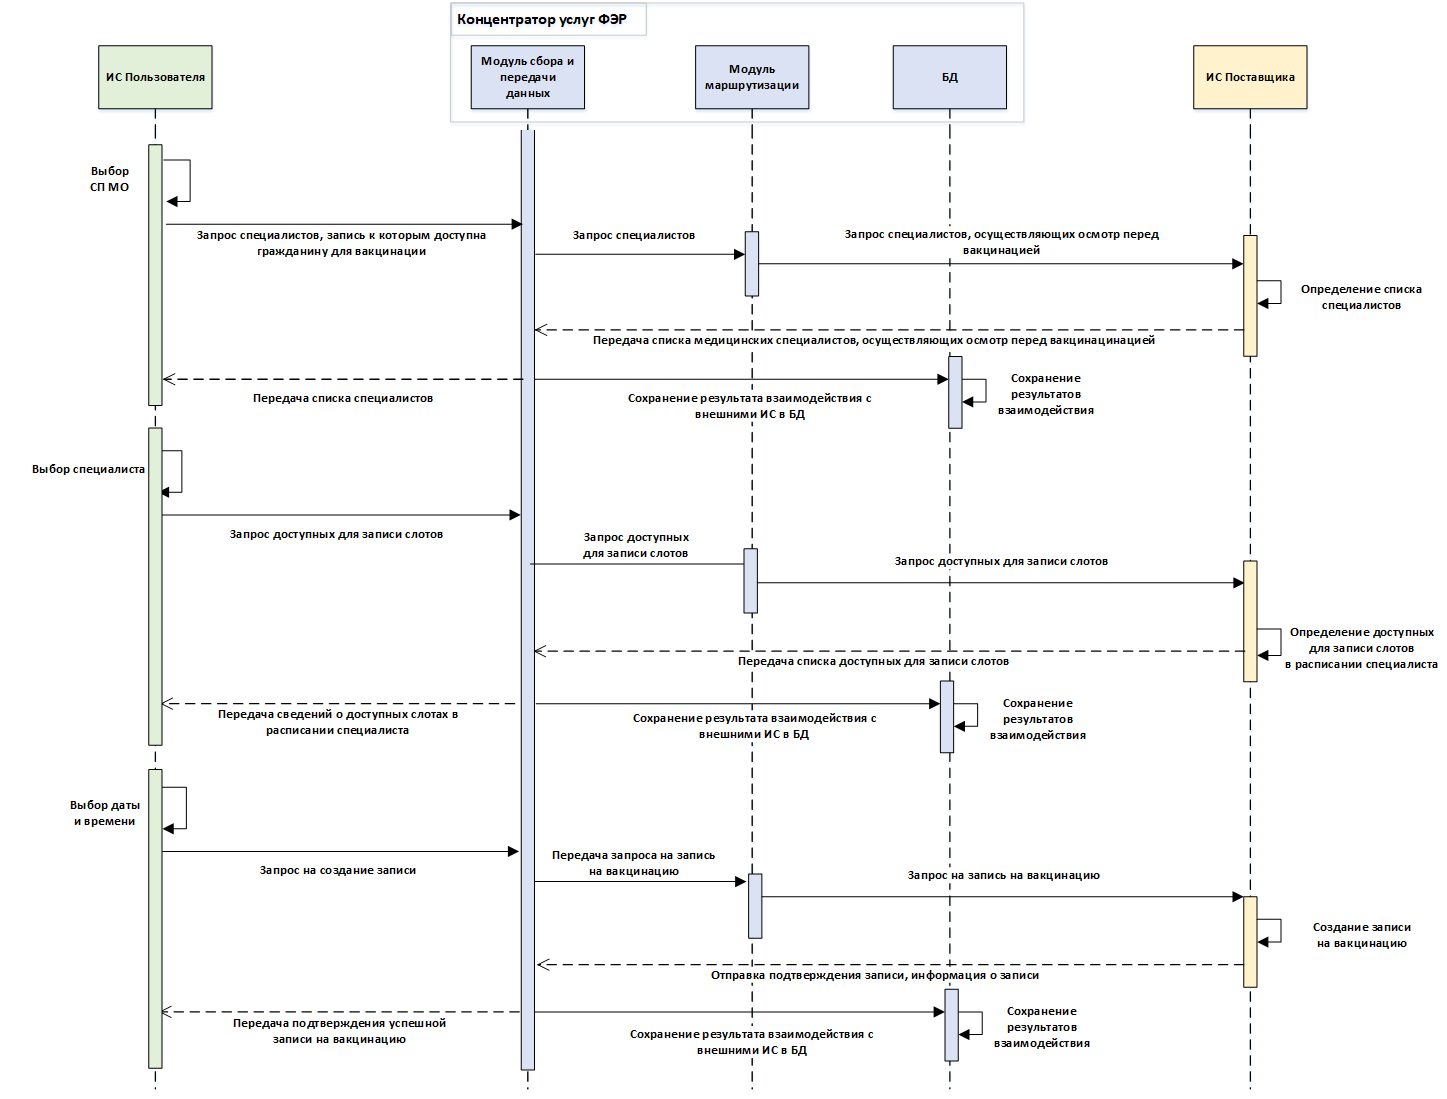 Концентратор услуг ФЭР
ИС Пользователя
Модуль сбора и
передачи
данных
Модуль
маршрутизации
БД
ИС Поставщика
Выбор
СП МО
Запрос специалистов, запись к которым доступна
гражданину для вакцинации
Запрос специалистов
Запрос специалистов, осуществляющих осмотр перед
вакцинацией
Определение списка
специалистов
Передача списка медицинских специалистов, осуществляющих осмотр перед вакцинацинацией
Передача списка специалистов
Сохранение результата взаимодействия с
внешними ИС в БД
Сохранение
результатов
взаимодействия
Выбор специалиста
Запрос доступных для записи слотов
Запрос доступных
для записи слотов
Запрос доступных для записи слотов
Определение доступных
для записи слотов
в расписании специалиста
Передача списка доступных для записи слотов
Передача сведений о доступных слотах в
расписании специалиста
Сохранение результата взаимодействия с
внешними ИС в БД
Сохранение
результатов
взаимодействия
Выбор даты
и времени
Запрос на создание записи
Передача запроса на запись
на вакцинацию
Запрос на запись на вакцинацию
Создание записи
на вакцинацию
Отправка подтверждения записи, информация о записи
Передача подтверждения успешной
записи на вакцинацию
Сохранение результата взаимодействия с
внешними ИС в БД
Сохранение
результатов
взаимодействия